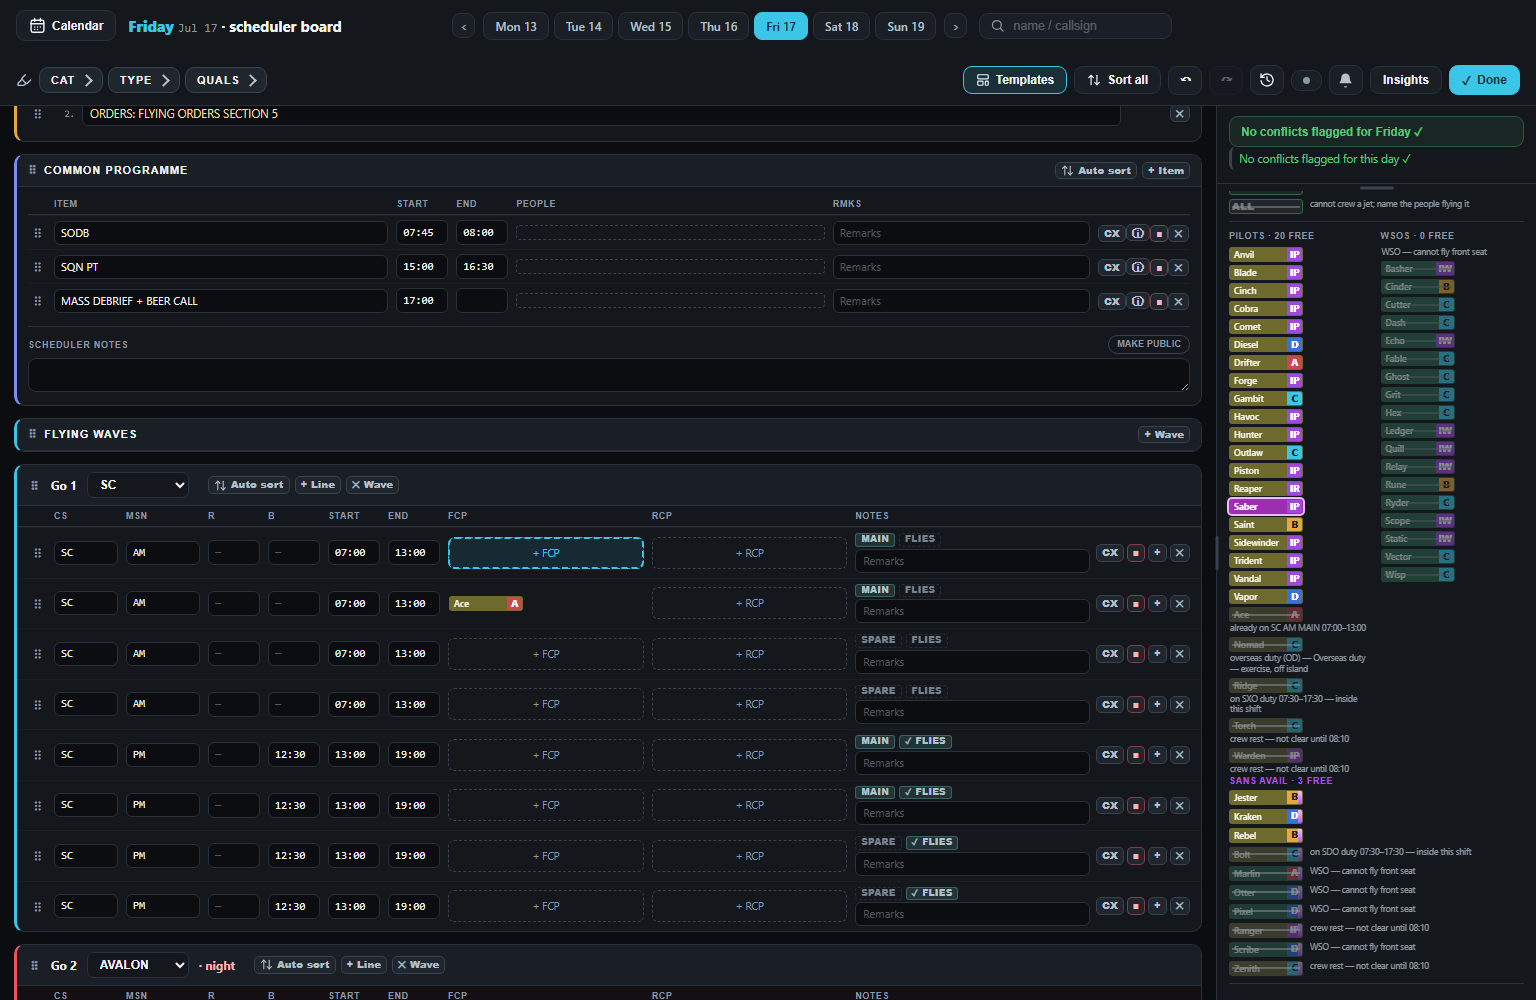 Calendar
Friday Jul 17 · scheduler board
‹ Mon 13 Tue 14 Wed 15 Thu 16 Fri 17 Sat 18 Sun 19 ›
name / callsign
CAT TYPE QUALS
Templates Sort all Insights ✓ Done
2. ORDERS: FLYING ORDERS SECTION 5 ✕
COMMON PROGRAMME Auto sort + Item
ITEM START END PEOPLE RMKS
SODB 07:45 08:00 Remarks CX ✕
SQN PT 15:00 16:30 Remarks CX ✕
MASS DEBRIEF + BEER CALL 17:00 Remarks CX ✕
SCHEDULER NOTES MAKE PUBLIC
FLYING WAVES + Wave
Go 1 SC Auto sort + Line ✕ Wave
CS MSN R B START END FCP RCP NOTES
MAIN FLIES
SC AM – – 07:00 13:00 + FCP + RCP Remarks CX + ✕
MAIN FLIES
SC AM – – 07:00 13:00 Ace A + RCP Remarks CX + ✕
SPARE FLIES
SC AM – – 07:00 13:00 + FCP + RCP Remarks CX + ✕
SPARE FLIES
SC AM – – 07:00 13:00 + FCP + RCP Remarks CX + ✕
MAIN ✓ FLIES
SC PM – 12:30 13:00 19:00 + FCP + RCP Remarks CX + ✕
MAIN ✓ FLIES
SC PM – 12:30 13:00 19:00 + FCP + RCP Remarks CX + ✕
SPARE ✓ FLIES
SC PM – 12:30 13:00 19:00 + FCP + RCP Remarks CX + ✕
SPARE ✓ FLIES
SC PM – 12:30 13:00 19:00 + FCP + RCP Remarks CX + ✕
Go 2 AVALON · night Auto sort + Line ✕ Wave
CS MSN R B START END FCP RCP NOTES
No conflicts flagged for Friday ✓
No conflicts flagged for this day ✓
ALL cannot crew a jet; name the people flying it
PILOTS · 20 FREE
Anvil IP
Blade IP
Cinch IP
Cobra IP
Comet IP
Diesel D
Drifter A
Forge IP
Gambit C
Havoc IP
Hunter IP
Outlaw C
Piston IP
Reaper IR
Saber IP
Saint B
Sidewinder IP
Trident IP
Vandal IP
Vapor D
Ace A
already on SC AM MAIN 07:00–13:00
Nomad C
overseas duty (OD) — Overseas duty
— exercise, off island
Ridge C
on SXO duty 07:30–17:30 — inside
this shift
Torch C
crew rest — not clear until 08:10
Warden IP
crew rest — not clear until 08:10
WSOS · 0 FREE
WSO — cannot fly front seat
Basher IW
Cinder B
Cutter C
Dash C
Echo IW
Fable C
Ghost C
Grit C
Hex C
Ledger IW
Quill IW
Relay IW
Rune B
Ryder C
Scope IW
Static IW
Vector C
Wisp C
SANS AVAIL · 3 FREE
Jester B
Kraken D
Rebel B
Bolt C on SDO duty 07:30–17:30 — inside this shift
Marlin A WSO — cannot fly front seat
Otter D WSO — cannot fly front seat
Pixel D WSO — cannot fly front seat
Ranger IP crew rest — not clear until 08:10
Scribe D WSO — cannot fly front seat
Zenith C crew rest — not clear until 08:10